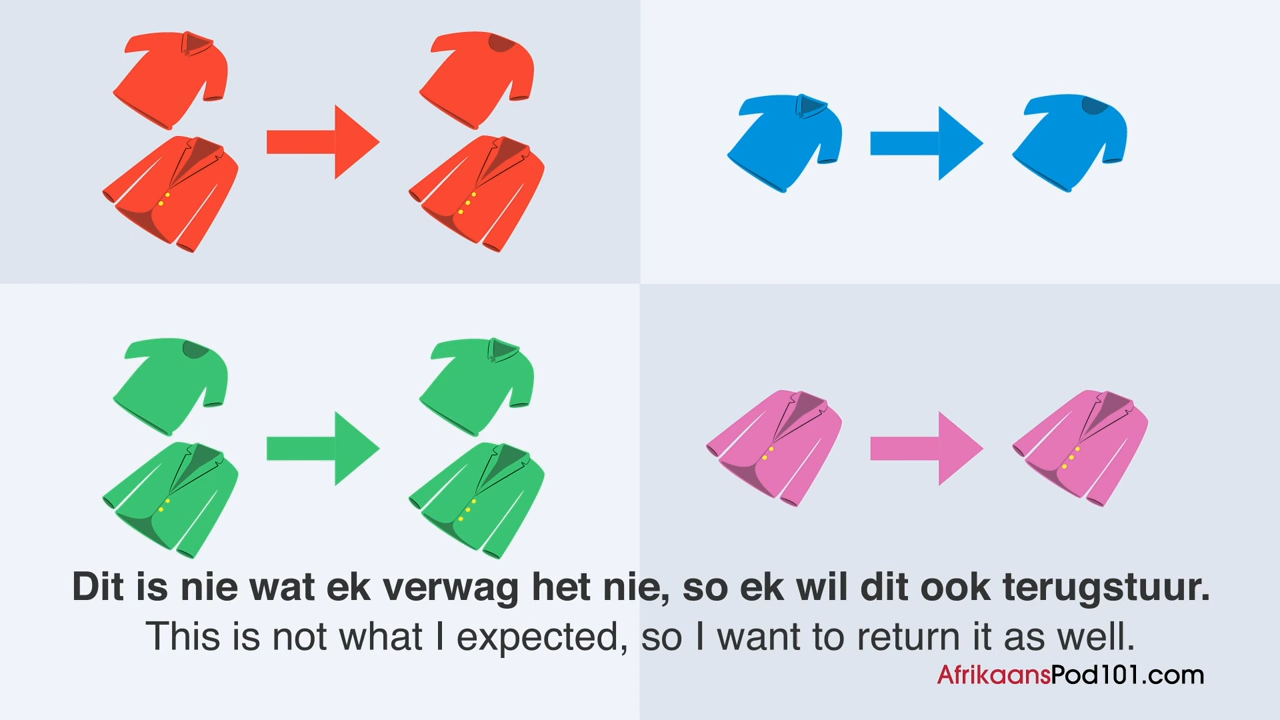 Dit is nie wat ek verwag het nie, so ek wil dit ook terugstuur.
This is not what I expected, so I want to return it as well.
AfrikaansPod101.com